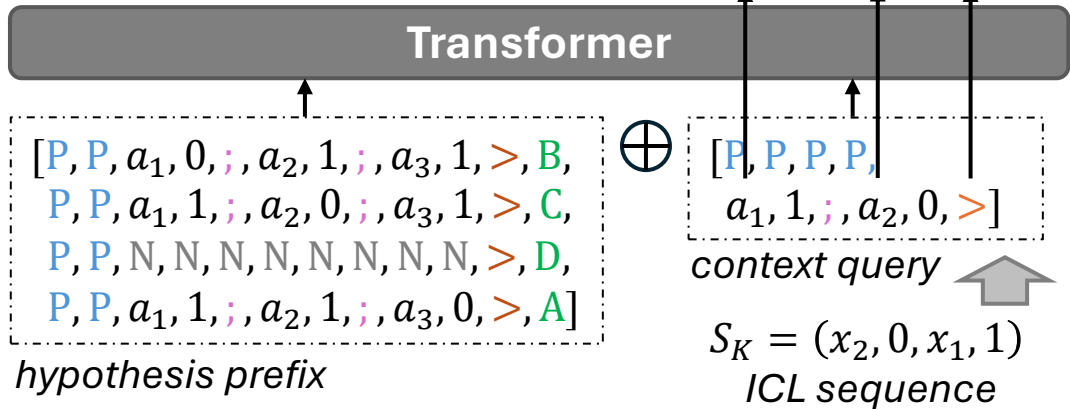 Transformer
[P, P, a₁, 0, ;, a₂, 1, ;, a₃, 1, >, B,
P, P, a₁, 1, ;, a₂, 0, ;, a₃, 1, >, C,
P, P, N, N, N, N, N, N, N, N, >, D,
P, P, a₁, 1, ;, a₂, 1, ;, a₃, 0, >, A]
hypothesis prefix
⊕
[P, P, P, P,
a₁, 1, ;, a₂, 0, >]
context query
S_K = (x₂, 0, x₁, 1)
ICL sequence